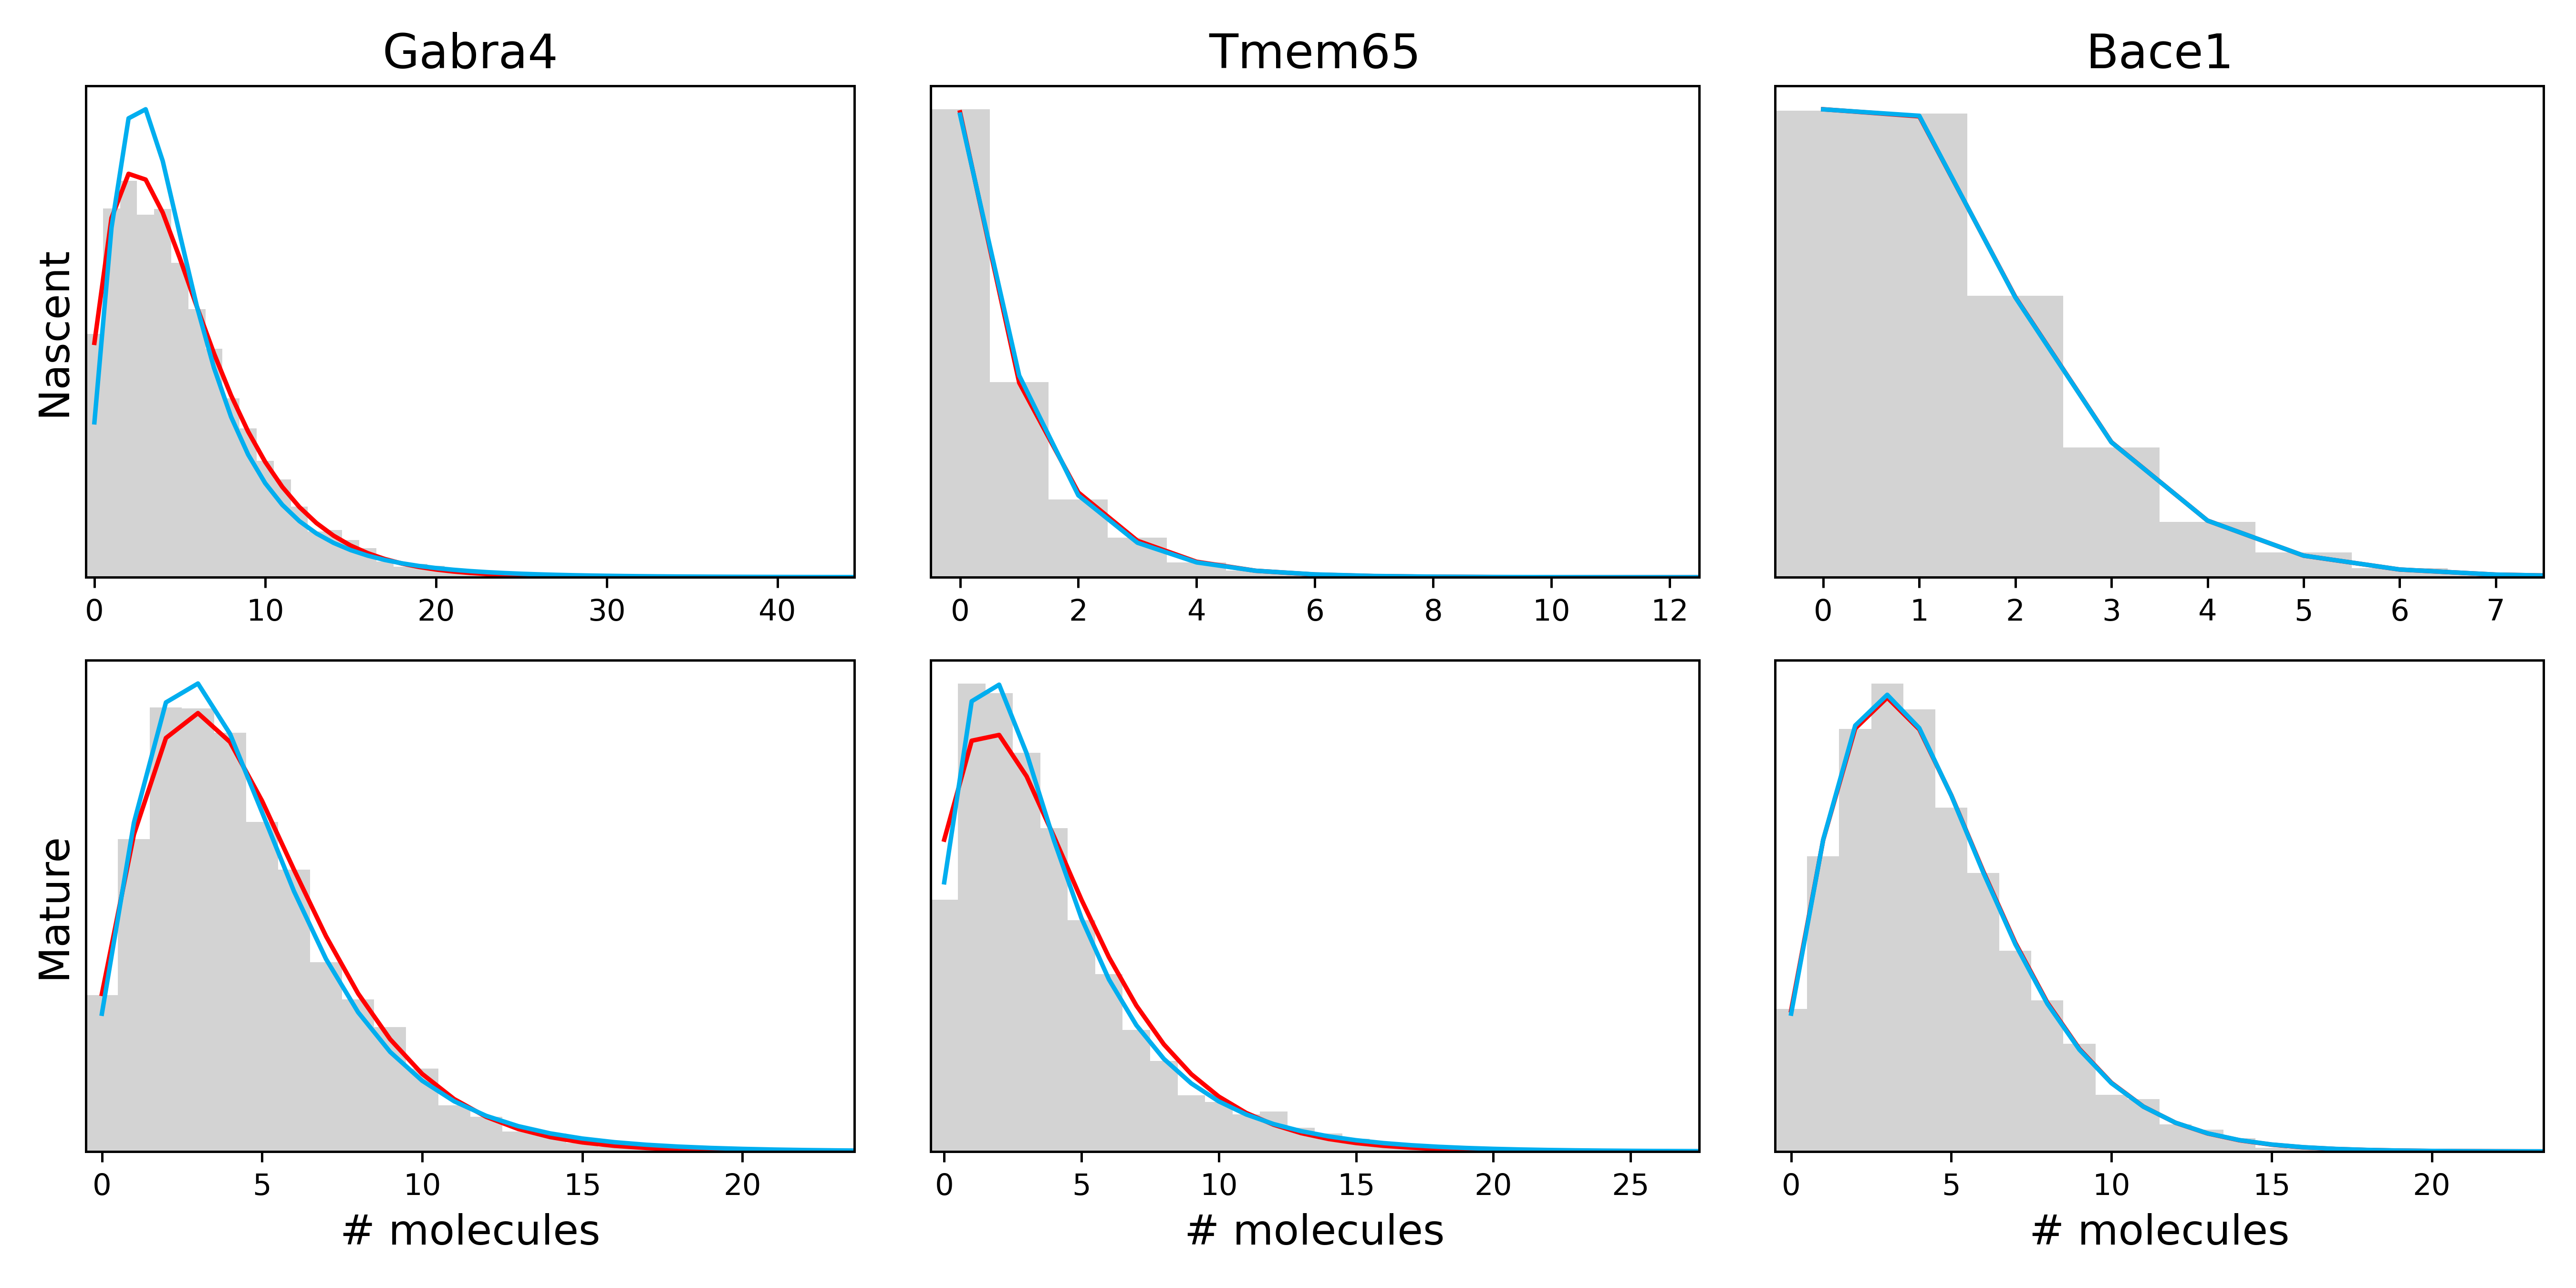 Gabra4 Tmem65 Bace1
Nascent
0 10 20 30 40 0 2 4 6 8 10 12 0 1 2 3 4 5 6 7
Mature
0 5 10 15 20 0 5 10 15 20 25 0 5 10 15 20
# molecules # molecules # molecules